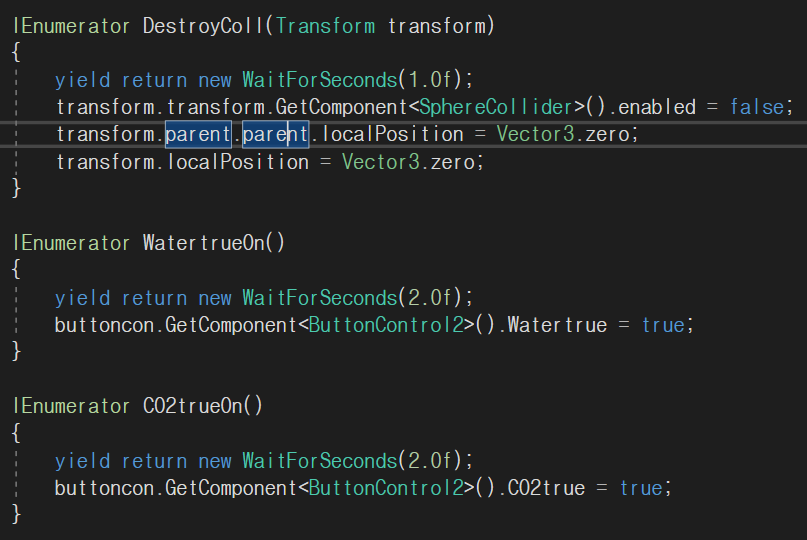 IEnumerator DestroyColl(Transform transform)
{
    yield return new WaitForSeconds(1.0f);
    transform.transform.GetComponent<SphereCollider>().enabled = false;
    transform.parent.parent.localPosition = Vector3.zero;
    transform.localPosition = Vector3.zero;
}

IEnumerator WatertrueOn()
{
    yield return new WaitForSeconds(2.0f);
    buttoncon.GetComponent<ButtonControl2>().Watertrue = true;
}

IEnumerator CO2trueOn()
{
    yield return new WaitForSeconds(2.0f);
    buttoncon.GetComponent<ButtonControl2>().CO2true = true;
}